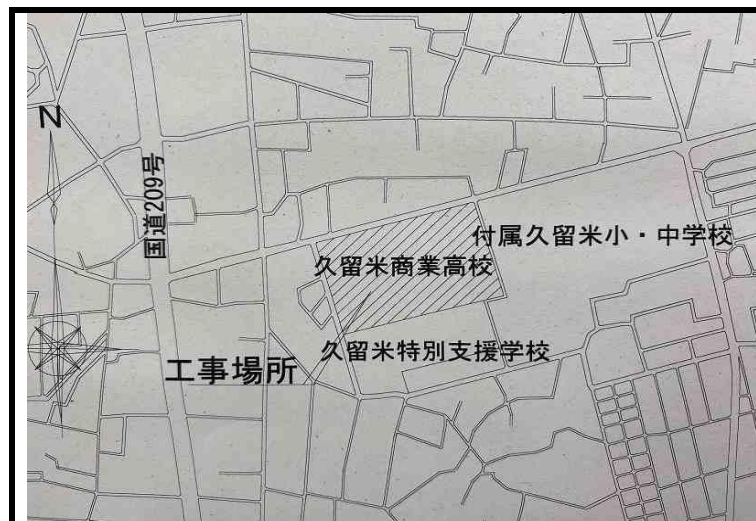 N
国道209号
付属久留米小・中学校
久留米商業高校
久留米特別支援学校
工事場所